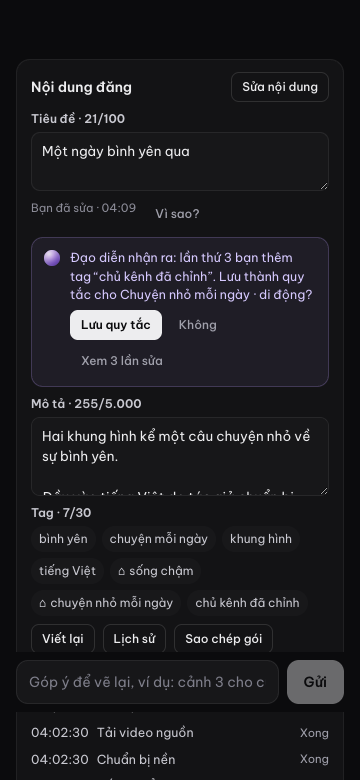 Nội dung đăng
Sửa nội dung
Tiêu đề · 21/100
Một ngày bình yên qua
Bạn đã sửa · 04:09
Vì sao?
Đạo diễn nhận ra: lần thứ 3 bạn thêm
tag “chủ kênh đã chỉnh”. Lưu thành quy
tắc cho Chuyện nhỏ mỗi ngày · di động?
Lưu quy tắc
Không
Xem 3 lần sửa
Mô tả · 255/5.000
Hai khung hình kể một câu chuyện nhỏ về
sự bình yên.
Tag · 7/30
bình yên
chuyện mỗi ngày
khung hình
tiếng Việt
⌂ sống chậm
⌂ chuyện nhỏ mỗi ngày
chủ kênh đã chỉnh
Viết lại
Lịch sử
Sao chép gói
Góp ý để vẽ lại, ví dụ: cảnh 3 cho c
Gửi
04:02:30 Tải video nguồn Xong
04:02:30 Chuẩn bị nền Xong